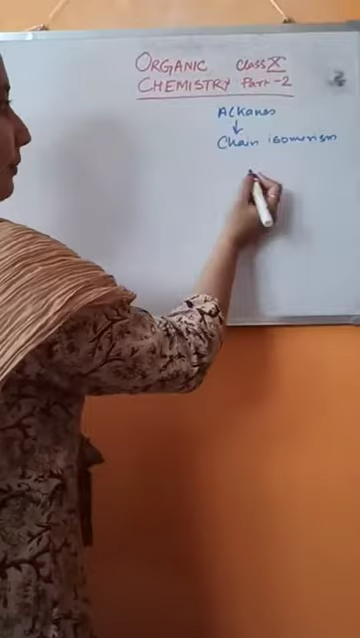 ORGANIC Class X
CHEMISTRY Part-2
Alkanes
↓
Chain isomerism